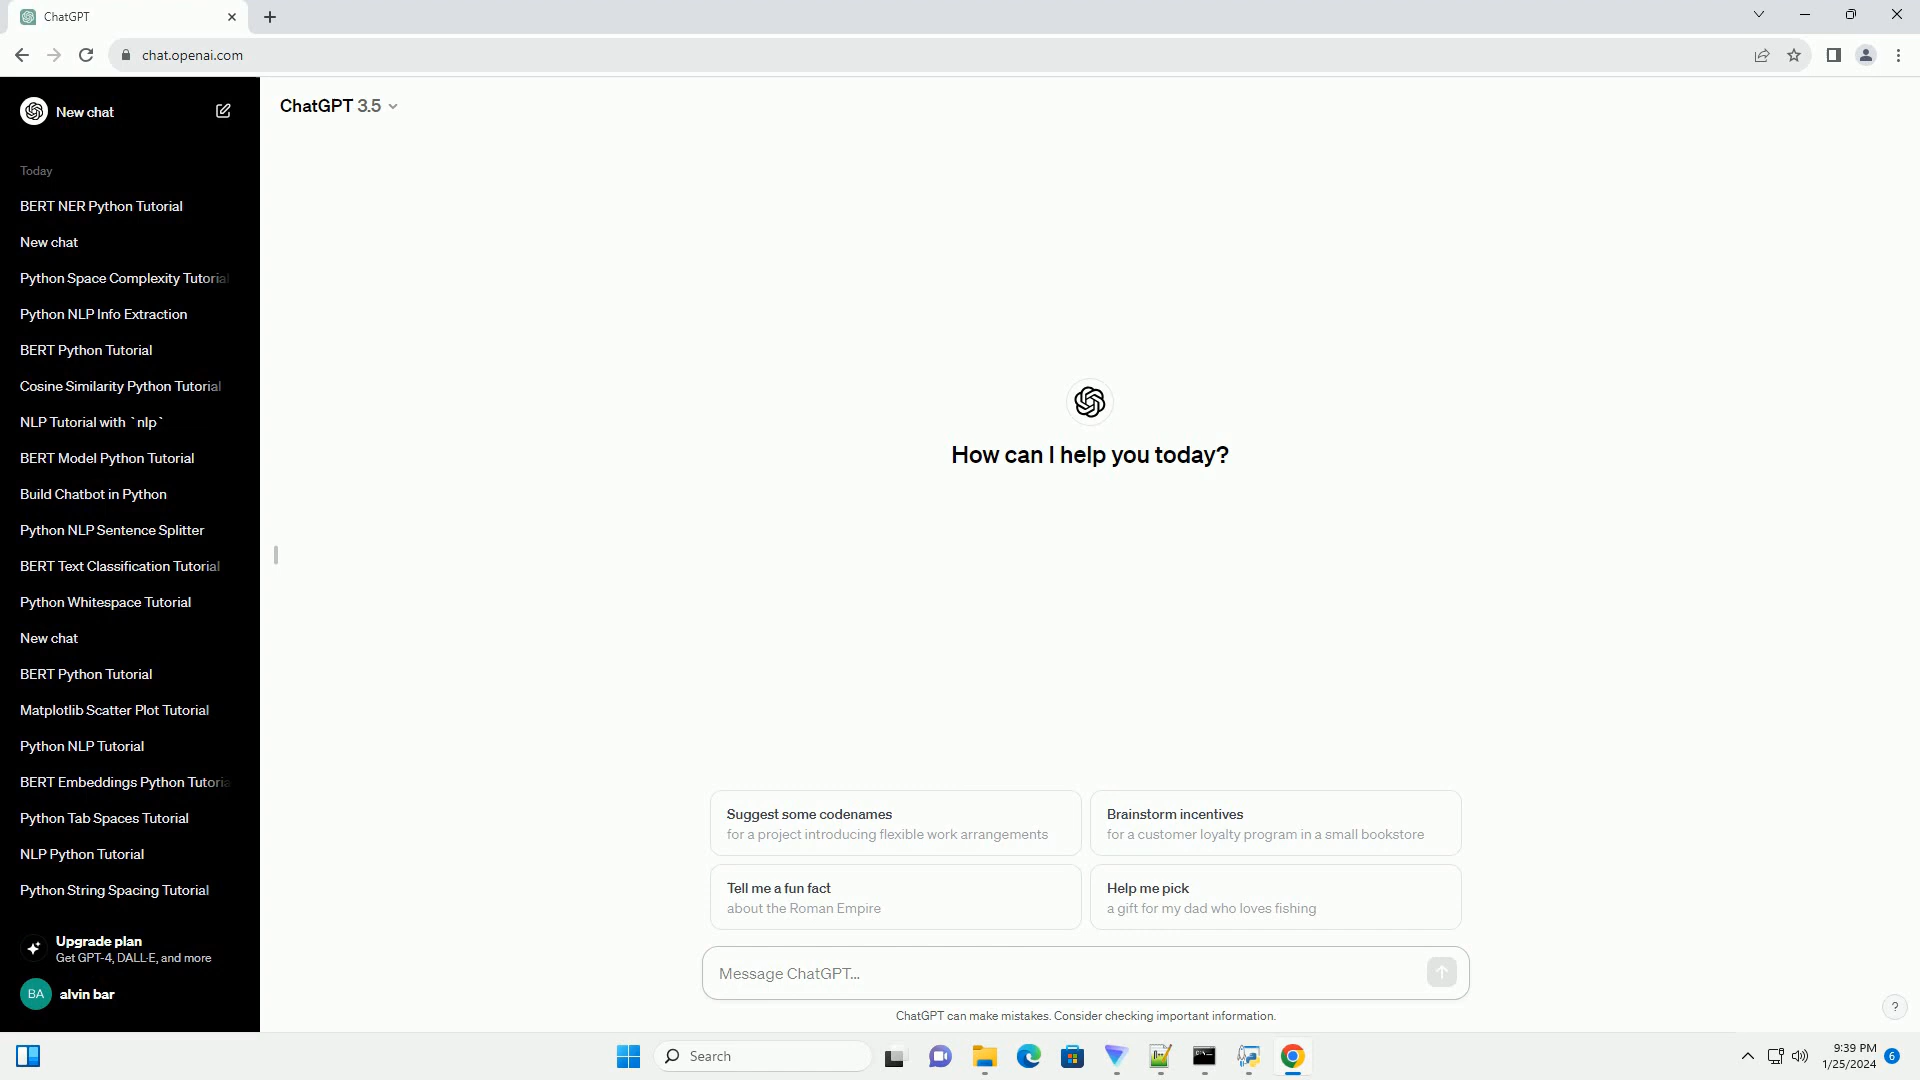 ChatGPT
chat.openai.com
New chat
Today
BERT NER Python Tutorial
New chat
Python Space Complexity Tutorial
Python NLP Info Extraction
BERT Python Tutorial
Cosine Similarity Python Tutorial
NLP Tutorial with `nlp`
BERT Model Python Tutorial
Build Chatbot in Python
Python NLP Sentence Splitter
BERT Text Classification Tutorial
Python Whitespace Tutorial
New chat
BERT Python Tutorial
Matplotlib Scatter Plot Tutorial
Python NLP Tutorial
BERT Embeddings Python Tutoria
Python Tab Spaces Tutorial
NLP Python Tutorial
Python String Spacing Tutorial
Upgrade plan
Get GPT-4, DALL·E, and more
BA alvin bar
ChatGPT 3.5
How can I help you today?
Suggest some codenames
for a project introducing flexible work arrangements
Brainstorm incentives
for a customer loyalty program in a small bookstore
Tell me a fun fact
about the Roman Empire
Help me pick
a gift for my dad who loves fishing
Message ChatGPT...
ChatGPT can make mistakes. Consider checking important information.
?
Search
9:39 PM
1/25/2024
6